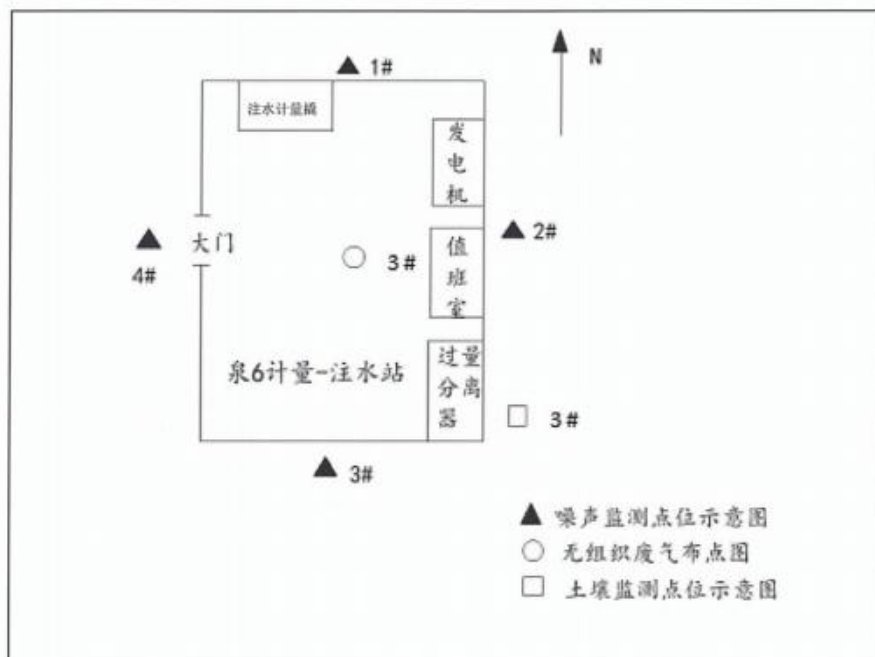 1#
N
注水计量撬
发
电
机
2#
大门
4#
3#
值
班
室
泉6计量-注水站
过量
分离
器
3#
3#
噪声监测点位示意图
无组织废气布点图
土壤监测点位示意图